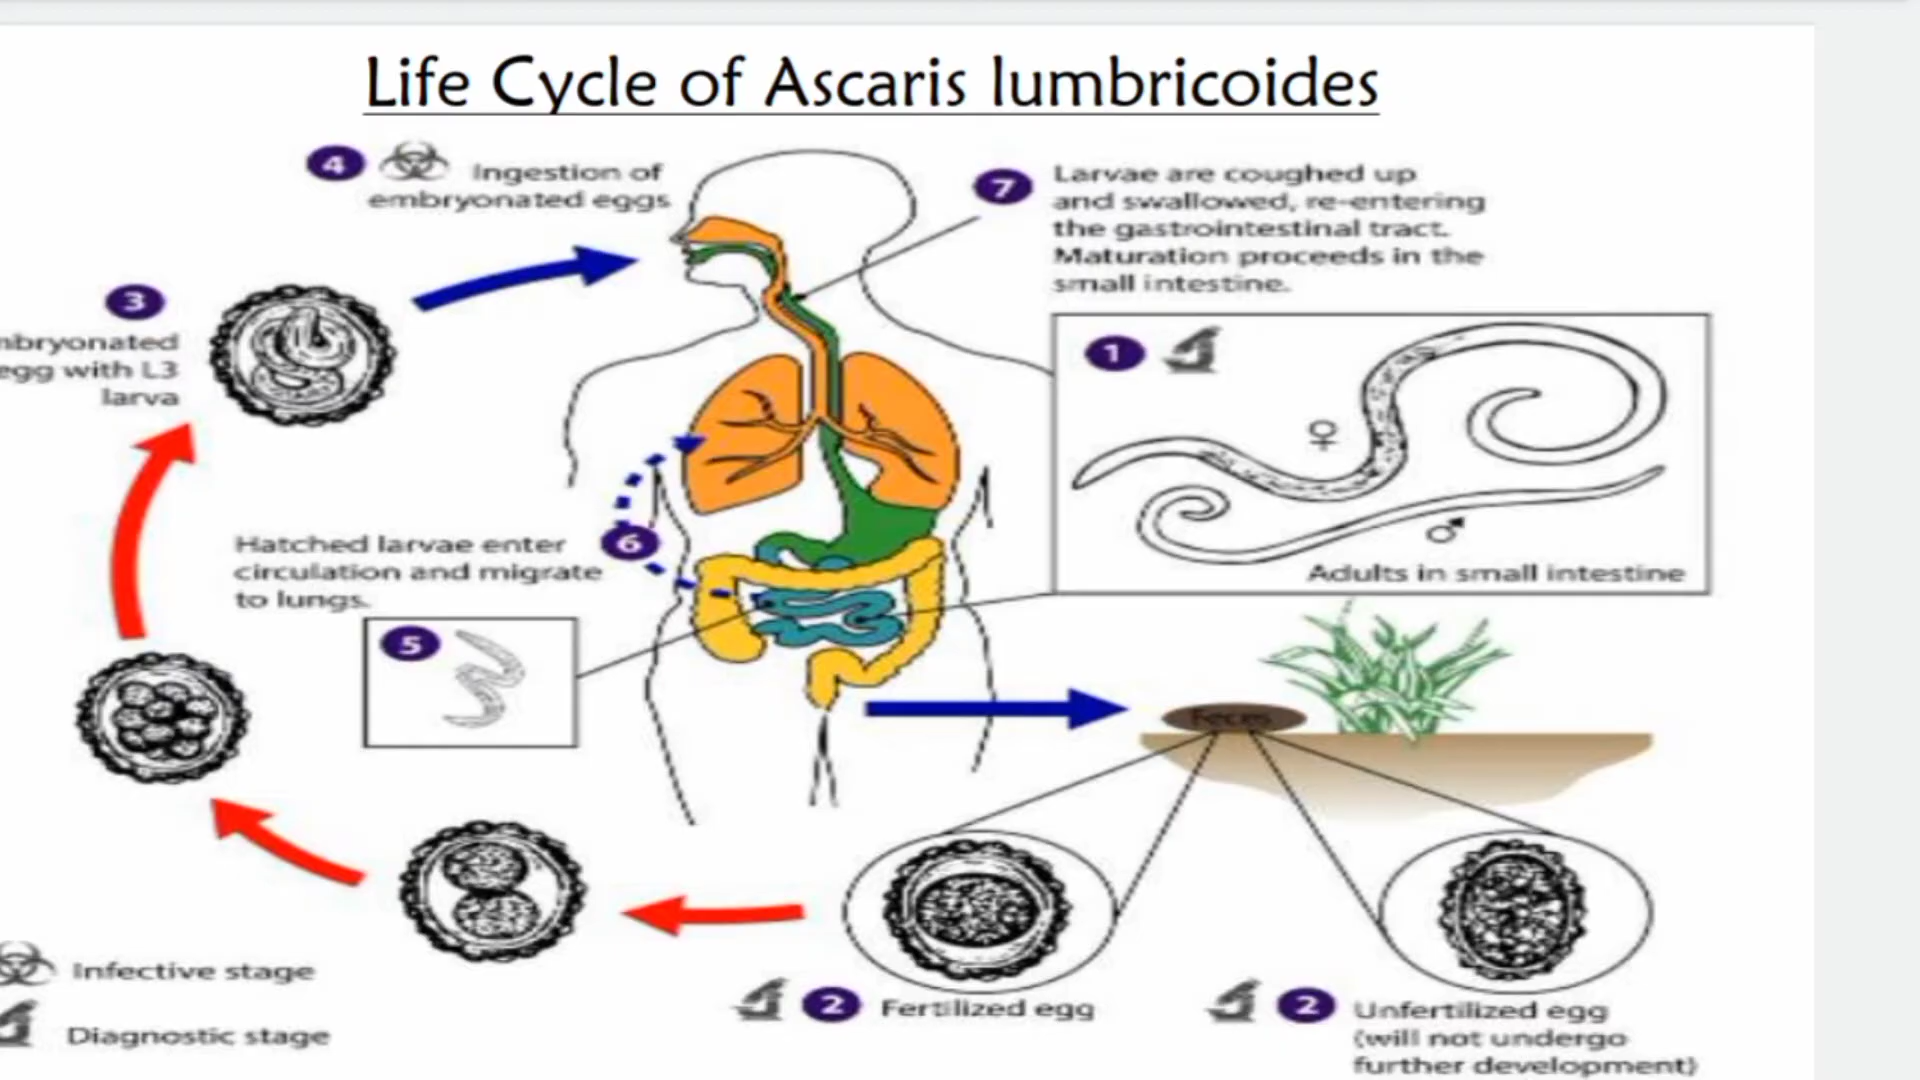 Life Cycle of Ascaris lumbricoides
4 Ingestion of
embryonated eggs
7 Larvae are coughed up
and swallowed, re-entering
the gastrointestinal tract.
Maturation proceeds in the
small intestine.
3
mbryonated
egg with L3
larva
1
♀
♂
Adults in small intestine
6
Hatched larvae enter
circulation and migrate
to lungs.
5
Feces
Infective stage
Diagnostic stage
2 Fertilized egg
2 Unfertilized egg
(will not undergo
further development)